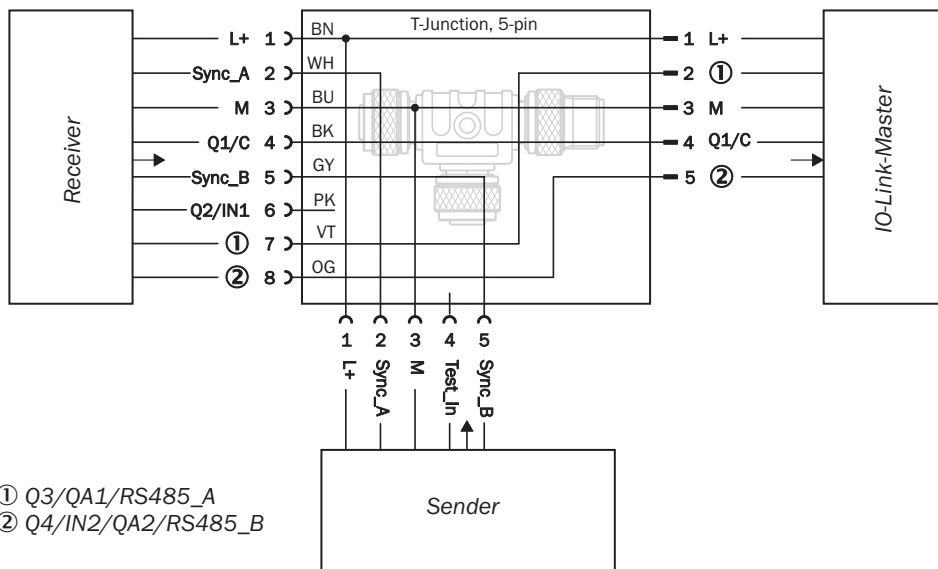 T-Junction, 5-pin
Receiver
L+ 1 BN
Sync_A 2 WH
M 3 BU
Q1/C 4 BK
Sync_B 5 GY
Q2/IN1 6 PK
① 7 VT
② 8 OG
1 L+
2 ①
3 M
4 Q1/C
5 ②
IO-Link-Master
1 2 3 4 5
L+ Sync_A M Test_In Sync_B
Sender
① Q3/QA1/RS485_A
② Q4/IN2/QA2/RS485_B